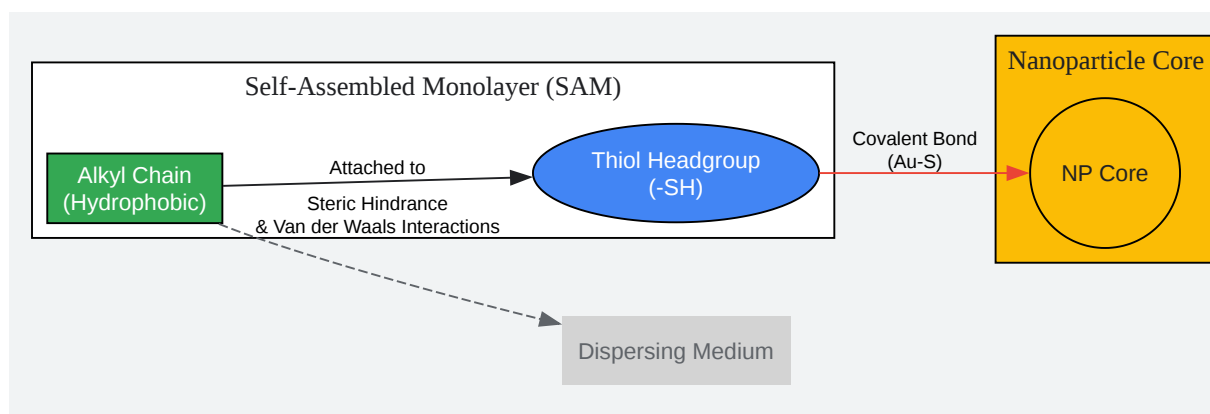 Self-Assembled Monolayer (SAM)
Alkyl Chain
(Hydrophobic)
Attached to
Thiol Headgroup
(-SH)
Steric Hindrance
& Van der Waals Interactions
Covalent Bond
(Au-S)
Nanoparticle Core
NP Core
Dispersing Medium